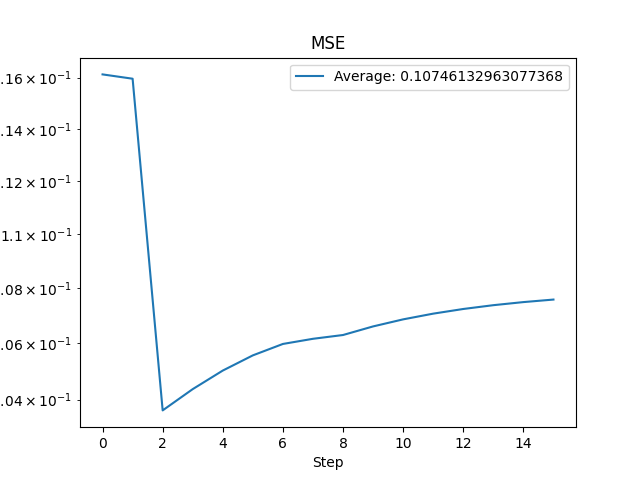 MSE
Average: 0.10746132963077368
.16 × 10⁻¹
.14 × 10⁻¹
.12 × 10⁻¹
1.1 × 10⁻¹
.08 × 10⁻¹
.06 × 10⁻¹
.04 × 10⁻¹
0 2 4 6 8 10 12 14
Step